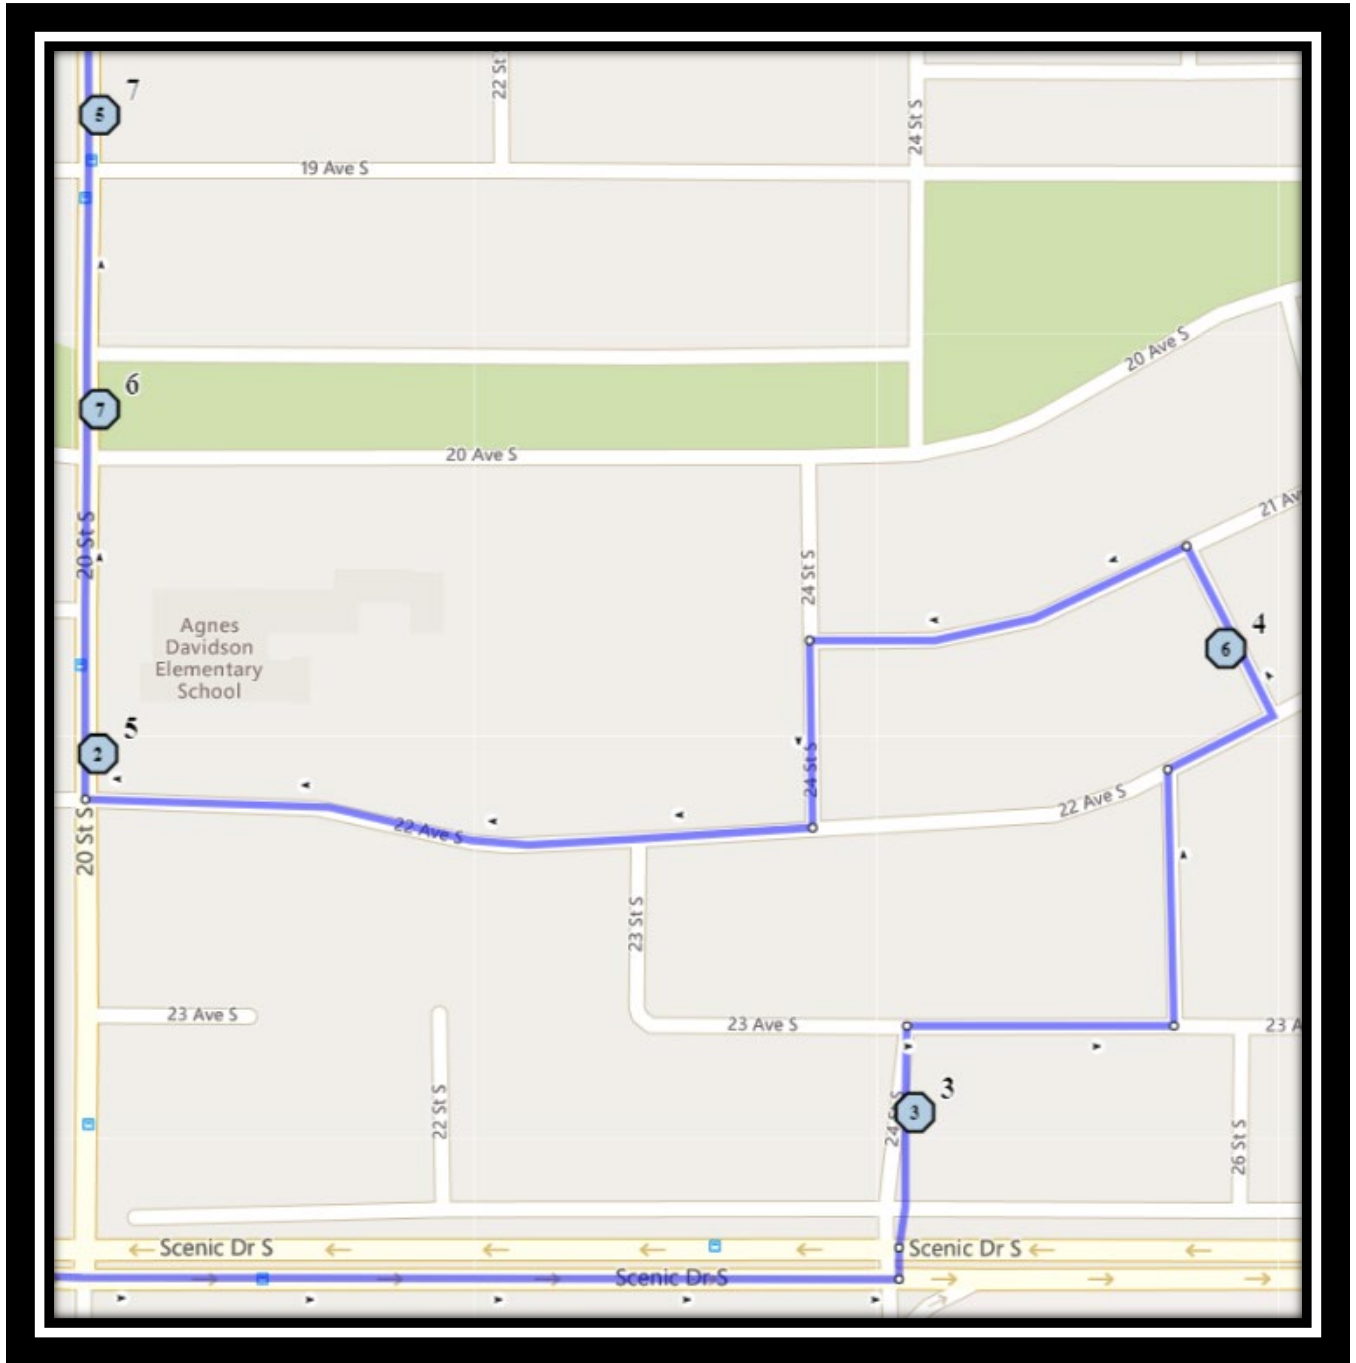 7
22 St
24 St S
5
19 Ave S
20 Ave S
6
7
20 Ave S
21 Av
20 St S
24 St S
Agnes
Davidson
Elementary
School
4
6
5
2
24 St S
22 Ave S
22 Ave S
20 St S
23 St S
23 Ave S
23 Ave S
23 A
3
3
22 St S
24 S
26 St S
Scenic Dr S
Scenic Dr S
Scenic Dr S